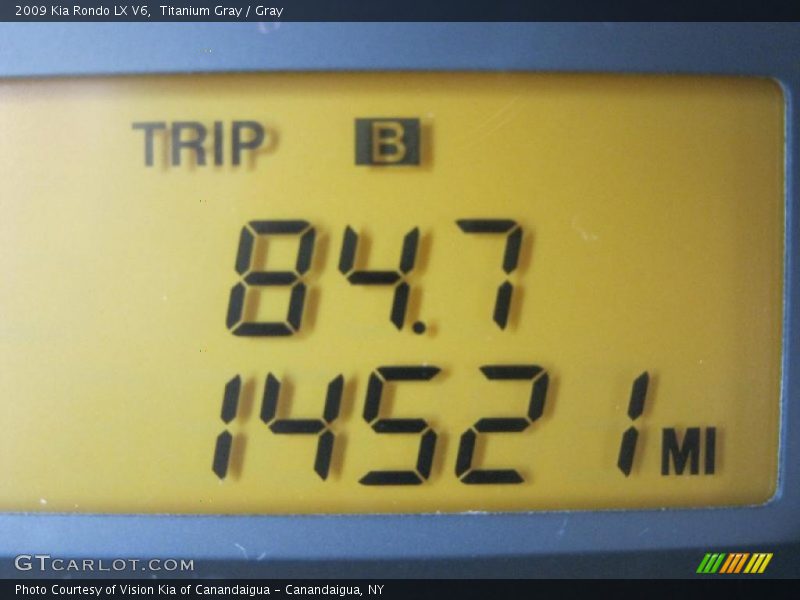 2009 Kia Rondo LX V6, Titanium Gray / Gray
TRIP B
84.7
14521 MI
GTCARLOT.COM
Photo Courtesy of Vision Kia of Canandaigua - Canandaigua, NY